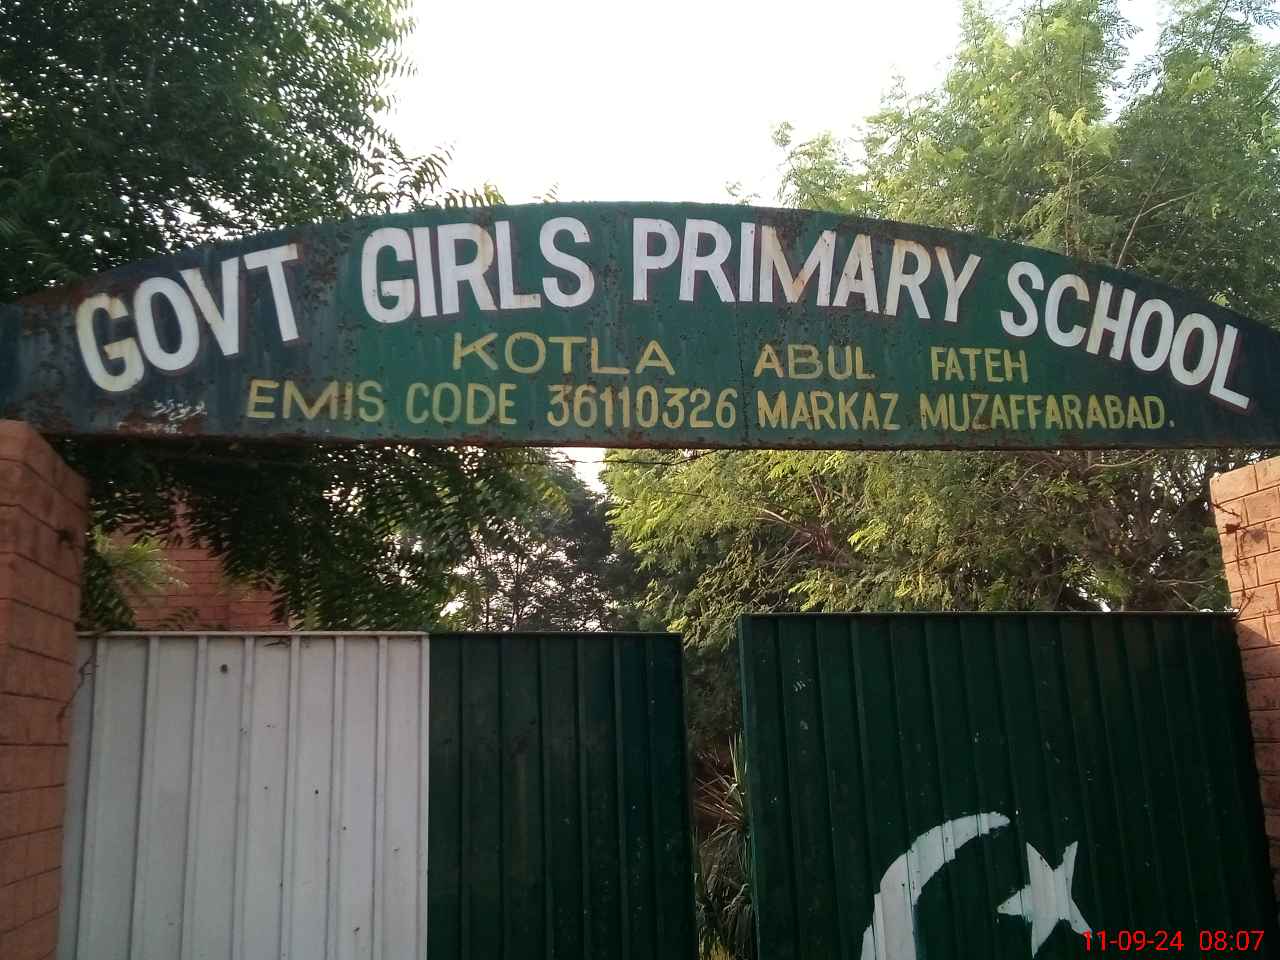 GOVT GIRLS PRIMARY SCHOOL
KOTLA ABUL FATEH
EMIS CODE 36110326 MARKAZ MUZAFFARABAD.
11-09-24 08:07